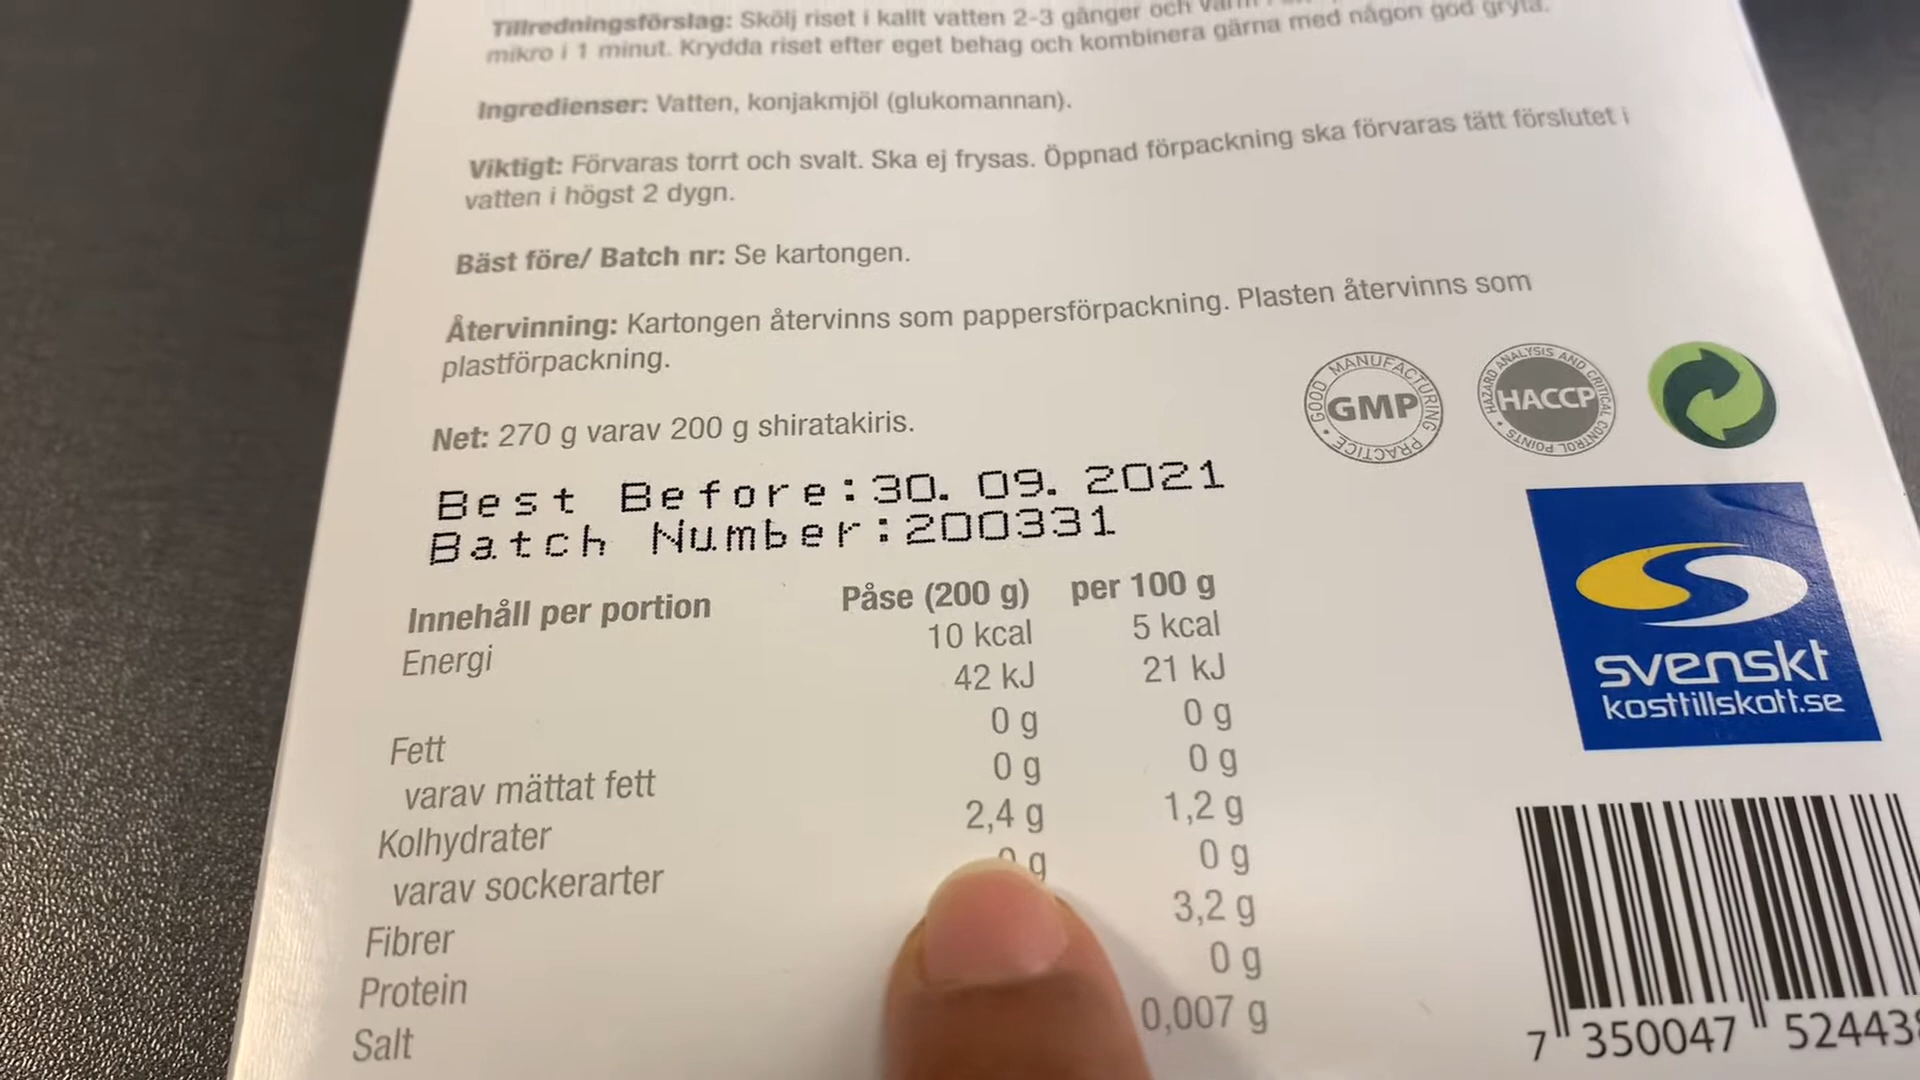 Tillredningsförslag: Skölj riset i kallt vatten 2-3 gånger och
mikro i 1 minut. Krydda riset efter eget behag och kombinera gärna med någon god gryta.
Ingredienser: Vatten, konjakmjöl (glukomannan).
Viktigt: Förvaras torrt och svalt. Ska ej frysas. Öppnad förpackning ska förvaras tätt förslutet i
vatten i högst 2 dygn.
Bäst före/ Batch nr: Se kartongen.
Återvinning: Kartongen återvinns som pappersförpackning. Plasten återvinns som
plastförpackning.
GOOD MANUFACTURING PRACTICE
GMP
HAZARD ANALYSIS AND CRITICAL CONTROL POINTS
HACCP
Net: 270 g varav 200 g shiratakiris.
Best Before:30.09.2021
Batch Number:200331
Innehåll per portion Påse (200 g) per 100 g
Energi 10 kcal 5 kcal
42 kJ 21 kJ
Fett 0 g 0 g
varav mättat fett 0 g 0 g
Kolhydrater 2,4 g 1,2 g
varav sockerarter 0 g 0 g
Fibrer 3,2 g
Protein 0 g
Salt 0,007 g
svenskt
kosttillskott.se
7 350047 52443